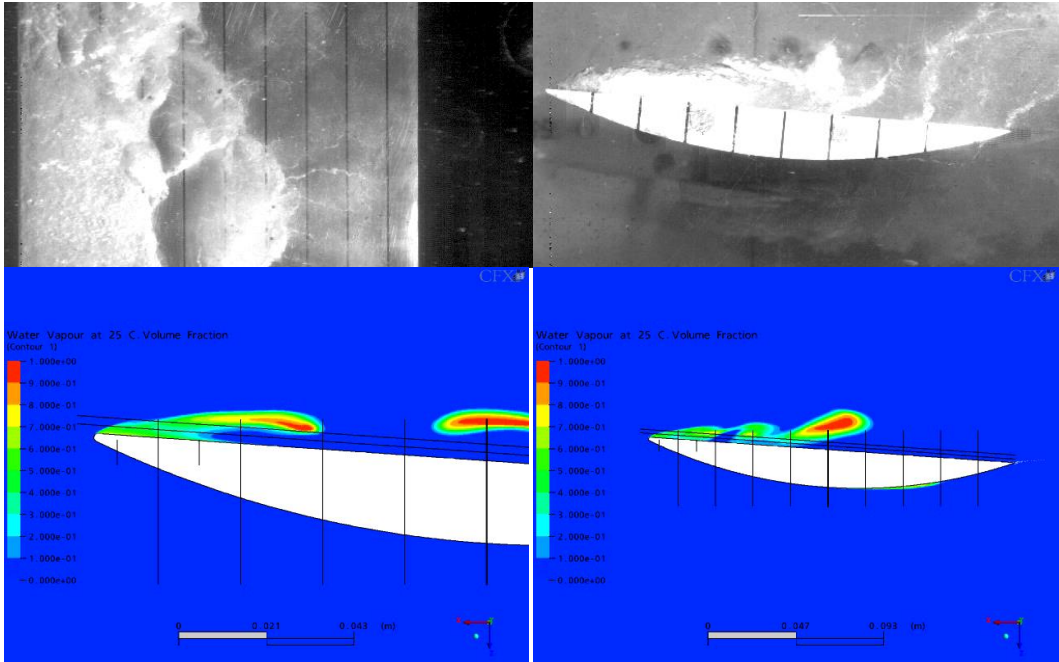 CFX
Water Vapour at 25 C.Volume Fraction
(Contour 1)
1.000e+00
9.000e-01
8.000e-01
7.000e-01
6.000e-01
5.000e-01
4.000e-01
3.000e-01
2.000e-01
1.000e-01
0.000e+00
0 0.021 0.043 (m)
CFX
Water Vapour at 25 C.Volume Fraction
(Contour 1)
1.000e+00
9.000e-01
8.000e-01
7.000e-01
6.000e-01
5.000e-01
4.000e-01
3.000e-01
2.000e-01
1.000e-01
0.000e+00
0 0.047 0.093 (m)